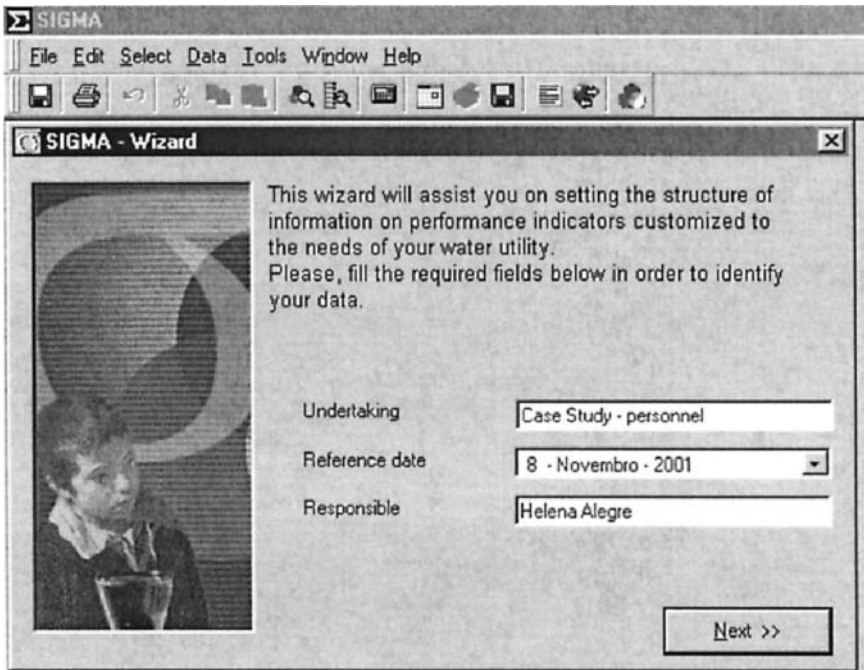 SIGMA
File Edit Select Data Tools Window Help
SIGMA - Wizard
This wizard will assist you on setting the structure of
information on performance indicators customized to
the needs of your water utility.
Please, fill the required fields below in order to identify
your data.
Undertaking Case Study - personnel
Reference date 8 - Novembro - 2001
Responsible Helena Alegre
Next >>